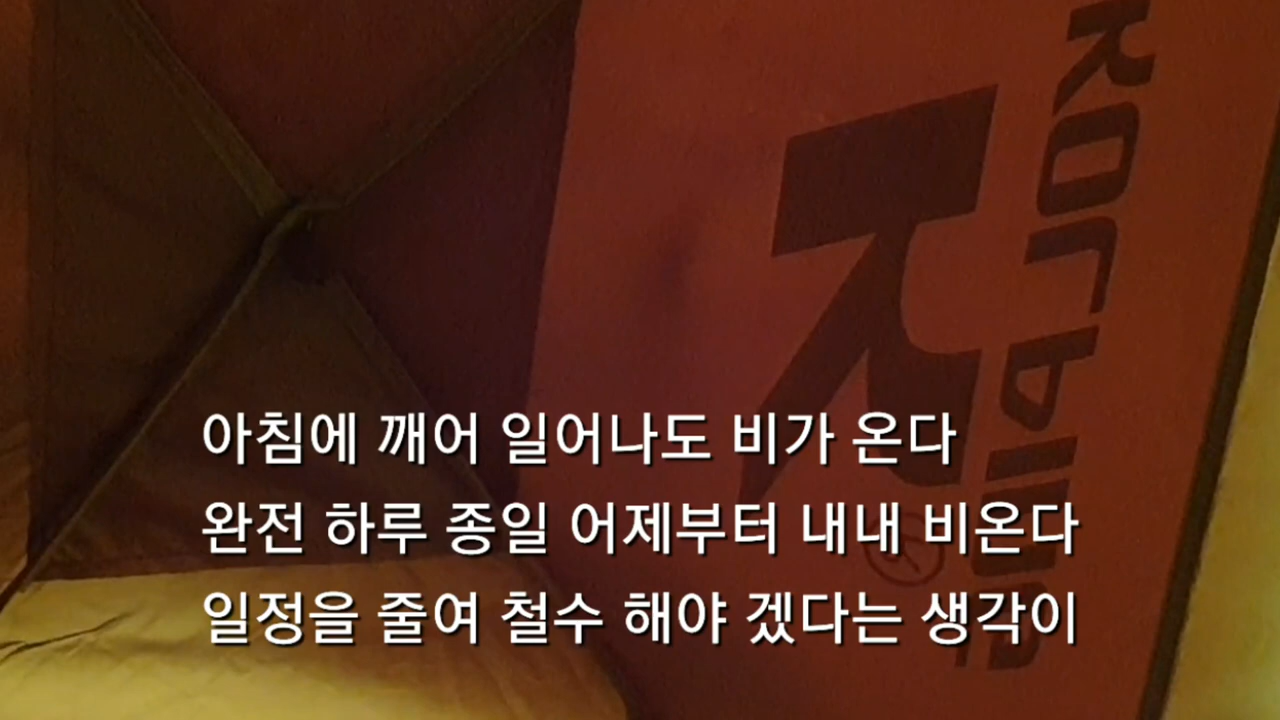 아침에 깨어 일어나도 비가 온다
완전 하루 종일 어제부터 내내 비온다
일정을 줄여 철수 해야 겠다는 생각이